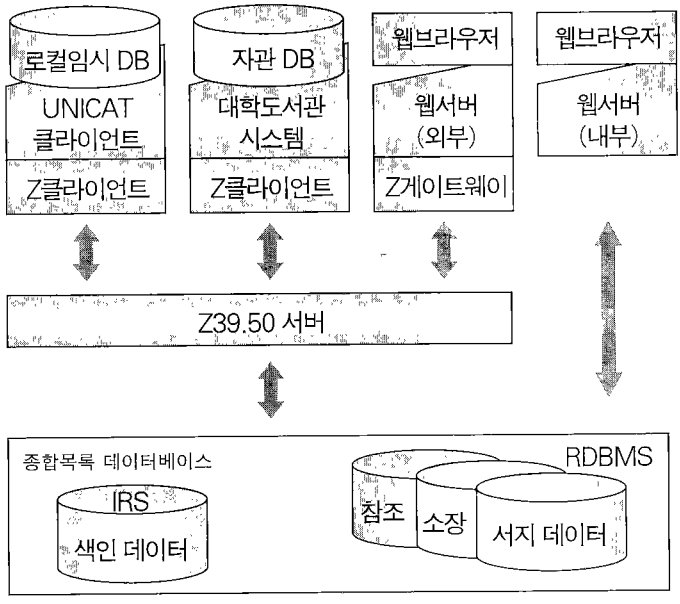 로컬임시 DB
UNICAT
클라이언트
Z클라이언트
자관 DB
대학도서관
시스템
Z클라이언트
웹브라우저
웹서버
(외부)
Z게이트웨이
웹브라우저
웹서버
(내부)
Z39.50 서버
종합목록 데이터베이스
RDBMS
IRS
색인 데이터
참조
소장
서지 데이터